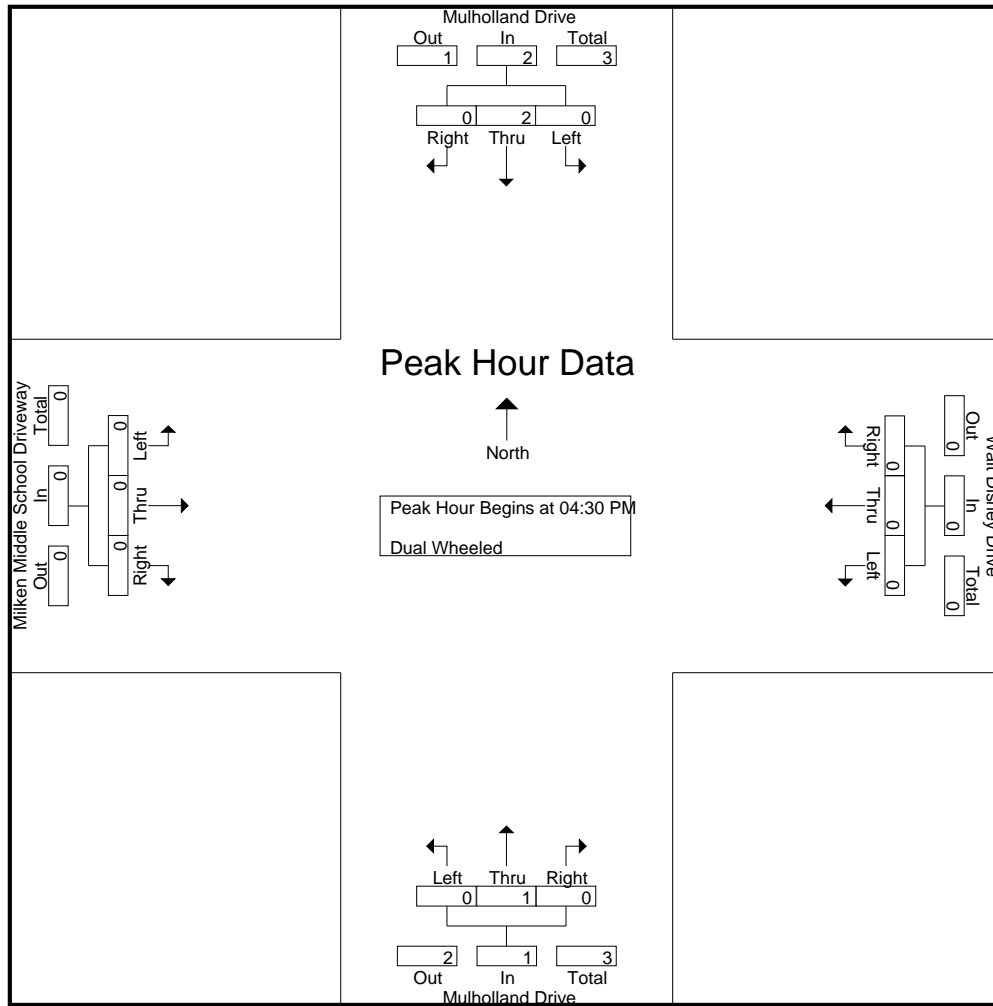 Mulholland Drive
Out In Total
1 2 3
0 2 0
Right Thru Left
Peak Hour Data
North
Peak Hour Begins at 04:30 PM
Dual Wheeled
Milken Middle School Driveway
Total In Out
0 0 0
0 0 0
Left Thru Right
Walt Disney Drive
Out In Total
0 0 0
0 0 0
Right Thru Left
Left Thru Right
0 1 0
2 1 3
Out In Total
Mulholland Drive